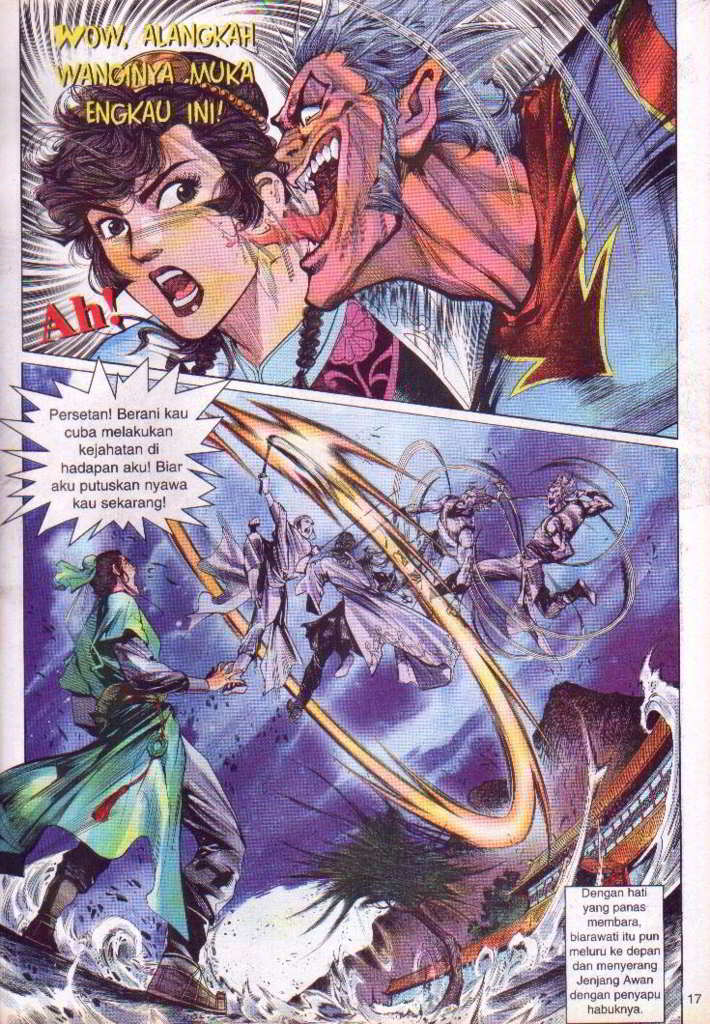 WOW, ALANGKAH
WANGINYA MUKA
ENGKAU INI!
Ah!
Persetan! Berani kau
cuba melakukan
kejahatan di
hadapan aku! Biar
aku putuskan nyawa
kau sekarang!
Dengan hati
yang panas
membara,
biarawati itu pun
meluru ke depan
dan menyerang
Jenjang Awan
dengan penyapu
habuknya.
17